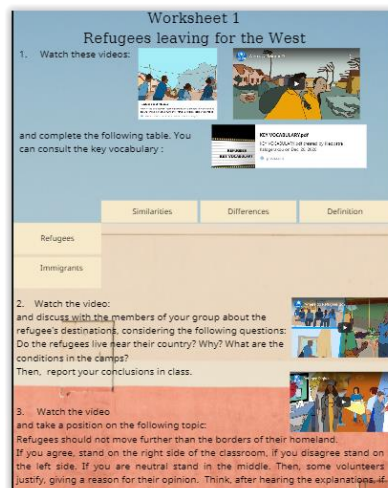 Worksheet 1
Refugees leaving for the West
1. Watch these videos:
and complete the following table. You
can consult the key vocabulary :
KEY VOCABULARY.pdf
REFUGEES
KEY VOCABULARY
Similarities
Differences
Definition
Refugees
Immigrants
2. Watch the video:
and discuss with the members of your group about the
refugee's destinations, considering the following questions:
Do the refugees live near their country? Why? What are the
conditions in the camps?
Then, report your conclusions in class.
3. Watch the video
and take a position on the following topic:
Refugees should not move further than the borders of their homeland.
If you agree, stand on the right side of the classroom, if you disagree stand on
the left side. If you are neutral stand in the middle. Then, some volunteers
justify, giving a reason for their opinion. Think, after hearing the explanations, if